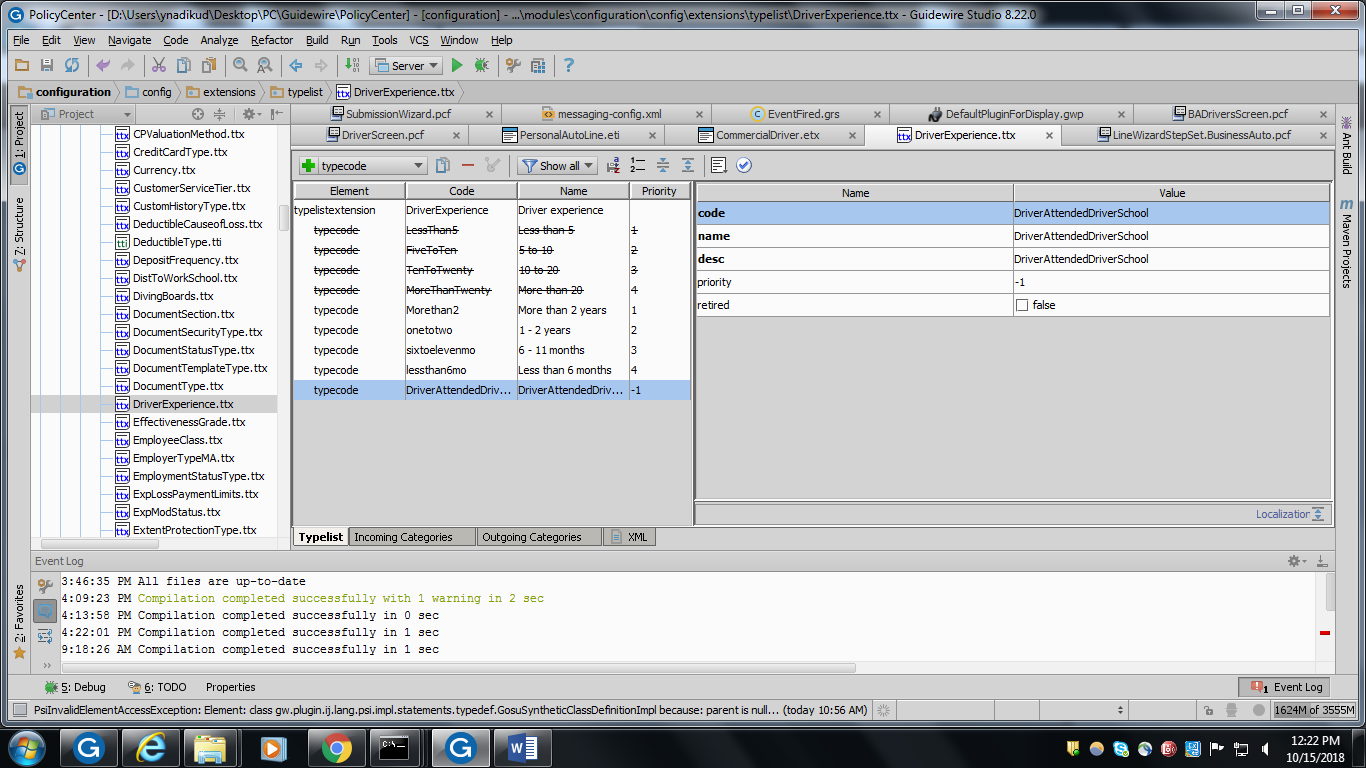 PolicyCenter - [D:\Users\ynadikud\Desktop\PC\Guidewire\PolicyCenter] - [configuration] - ...\modules\configuration\config\extensions\typelist\DriverExperience.ttx - Guidewire Studio 8.22.0
File Edit View Navigate Code Analyze Refactor Build Run Tools VCS Window Help
Server
configuration config extensions typelist DriverExperience.ttx
1: Project
Z: Structure
2: Favorites
Project
CPValuationMethod.ttx
CreditCardType.ttx
Currency.ttx
CustomerServiceTier.ttx
CustomHistoryType.ttx
DeductibleCauseofLoss.ttx
DeductibleType.tti
DepositFrequency.ttx
DistToWorkSchool.ttx
DivingBoards.ttx
DocumentSection.ttx
DocumentSecurityType.ttx
DocumentStatusType.ttx
DocumentTemplateType.ttx
DocumentType.ttx
DriverExperience.ttx
EffectivenessGrade.ttx
EmployeeClass.ttx
EmployerTypeMA.ttx
EmploymentStatusType.ttx
ExpLossPaymentLimits.ttx
ExpModStatus.ttx
ExtentProtectionType.ttx
SubmissionWizard.pcf messaging-config.xml EventFired.grs DefaultPluginForDisplay.gwp BADriversScreen.pcf
DriverScreen.pcf PersonalAutoLine.eti CommercialDriver.etx DriverExperience.ttx LineWizardStepSet.BusinessAuto.pcf
typecode Show all
Element Code Name Priority
typelistextension DriverExperience Driver experience
typecode LessThan5 Less than 5 1
typecode FiveToTen 5 to 10 2
typecode TenToTwenty 10 to 20 3
typecode MoreThanTwenty More than 20 4
typecode Morethan2 More than 2 years 1
typecode onetotwo 1 - 2 years 2
typecode sixtoelevenmo 6 - 11 months 3
typecode lessthan6mo Less than 6 months 4
typecode DriverAttendedDriv... DriverAttendedDriv... -1
Name Value
code DriverAttendedDriverSchool
name DriverAttendedDriverSchool
desc DriverAttendedDriverSchool
priority -1
retired false
Localization
Typelist Incoming Categories Outgoing Categories XML
Ant Build
Maven Projects
Event Log
3:46:35 PM All files are up-to-date
4:09:23 PM Compilation completed successfully with 1 warning in 2 sec
4:13:58 PM Compilation completed successfully in 0 sec
4:22:01 PM Compilation completed successfully in 1 sec
9:18:26 AM Compilation completed successfully in 1 sec
5: Debug 6: TODO Properties 1 Event Log
PsiInvalidElementAccessException: Element: class gw.plugin.ij.lang.psi.impl.statements.typedef.GosuSyntheticClassDefinitionImpl because: parent is null... (today 10:56 AM) 1624M of 3555M
12:22 PM
10/15/2018